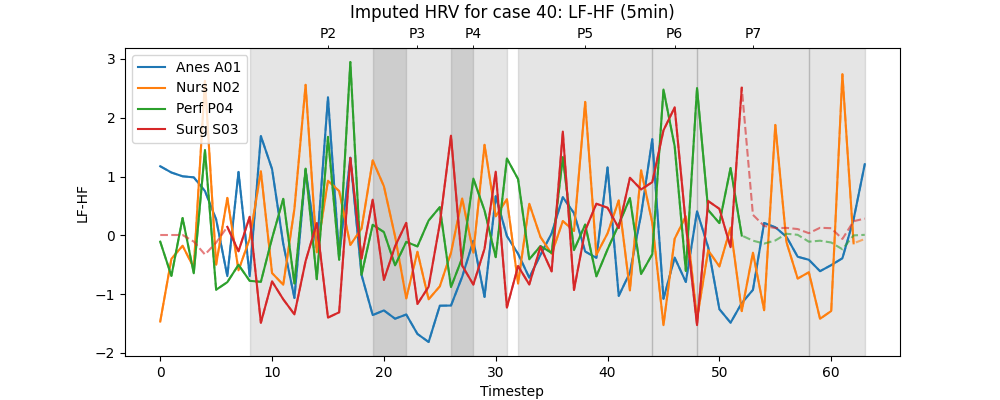 Imputed HRV for case 40: LF-HF (5min)
P2 P3 P4 P5 P6 P7
Anes A01
Nurs N02
Perf P04
Surg S03
3
2
1
0
−1
−2
LF-HF
0 10 20 30 40 50 60
Timestep